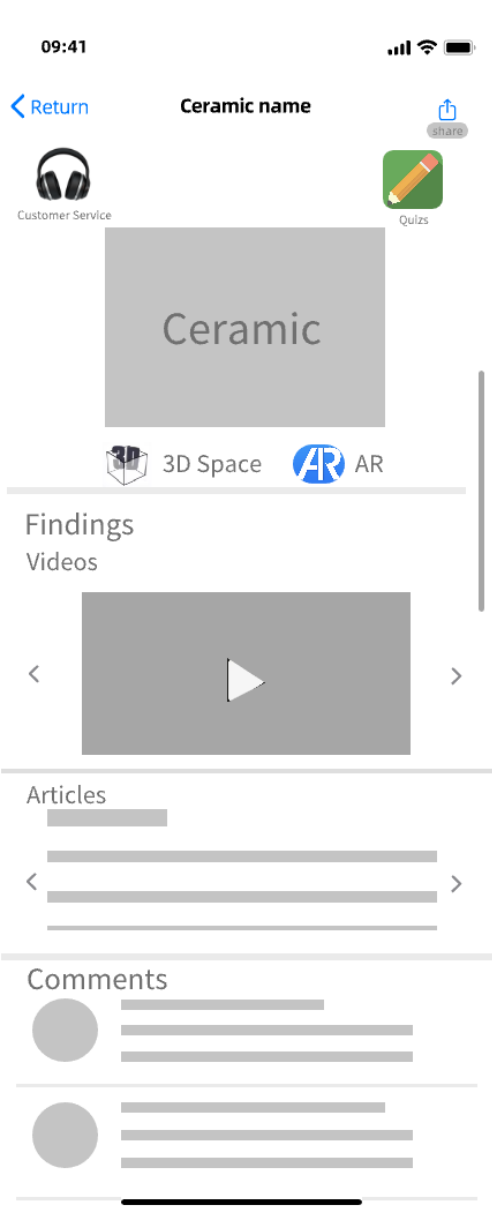 09:41
Return
Ceramic name
share
Customer Service
Quizs
Ceramic
3D
3D Space
AR
AR
Findings
Videos
Articles
Comments